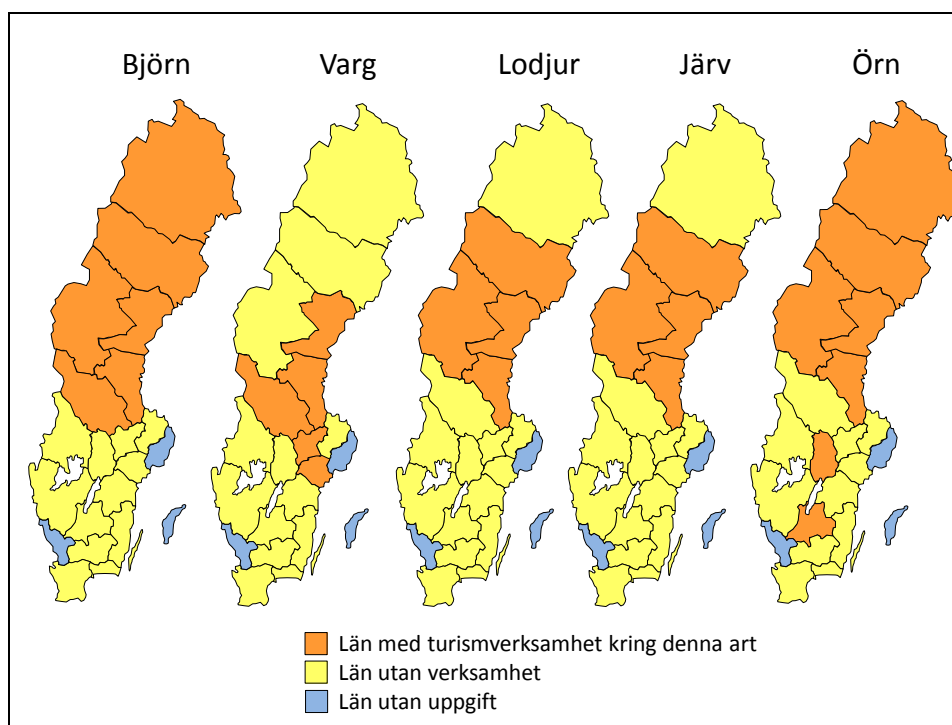 Björn Varg Lodjur Järv Örn
Län med turismverksamhet kring denna art
Län utan verksamhet
Län utan uppgift